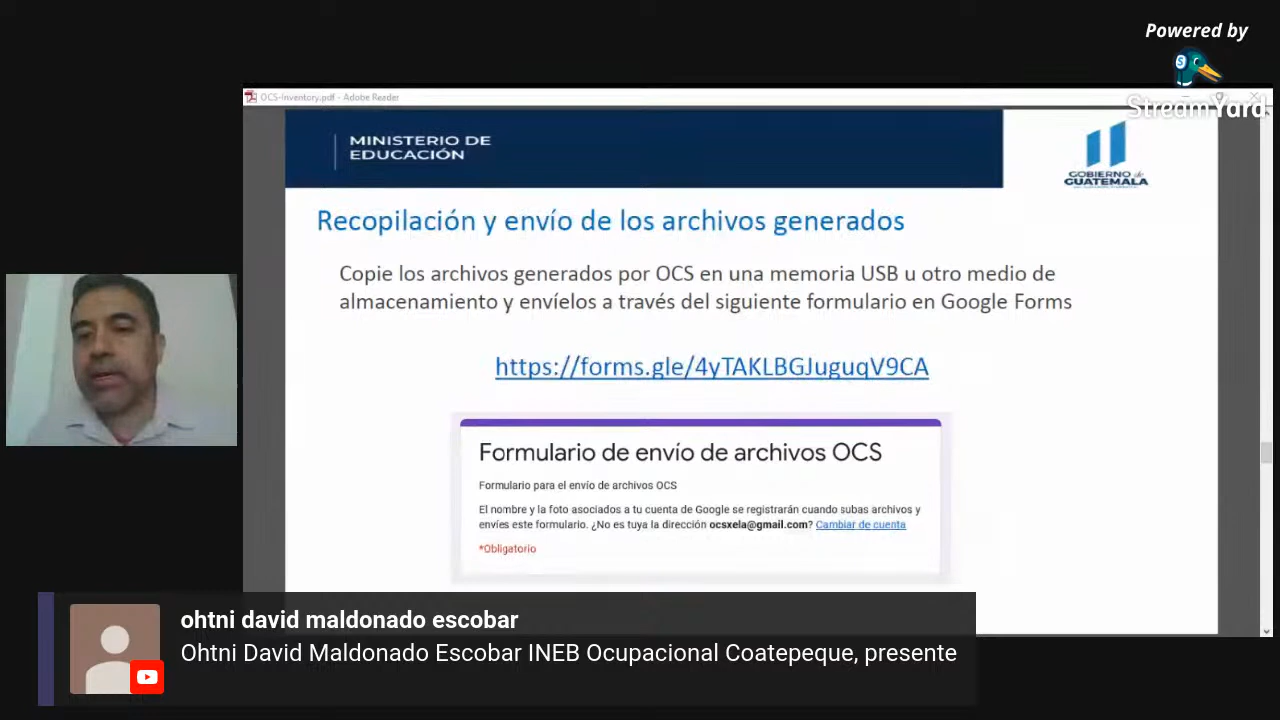 Powered by
StreamYard
OCS-Inventory.pdf - Adobe Reader
MINISTERIO DE
EDUCACIÓN
GOBIERNO de
GUATEMALA
Recopilación y envío de los archivos generados
Copie los archivos generados por OCS en una memoria USB u otro medio de
almacenamiento y envíelos a través del siguiente formulario en Google Forms
https://forms.gle/4yTAKLBGJuguqV9CA
Formulario de envío de archivos OCS
Formulario para el envío de archivos OCS
El nombre y la foto asociados a tu cuenta de Google se registrarán cuando subas archivos y
envíes este formulario. ¿No es tuya la dirección ocsxela@gmail.com? Cambiar de cuenta
*Obligatorio
ohtni david maldonado escobar
Ohtni David Maldonado Escobar INEB Ocupacional Coatepeque, presente